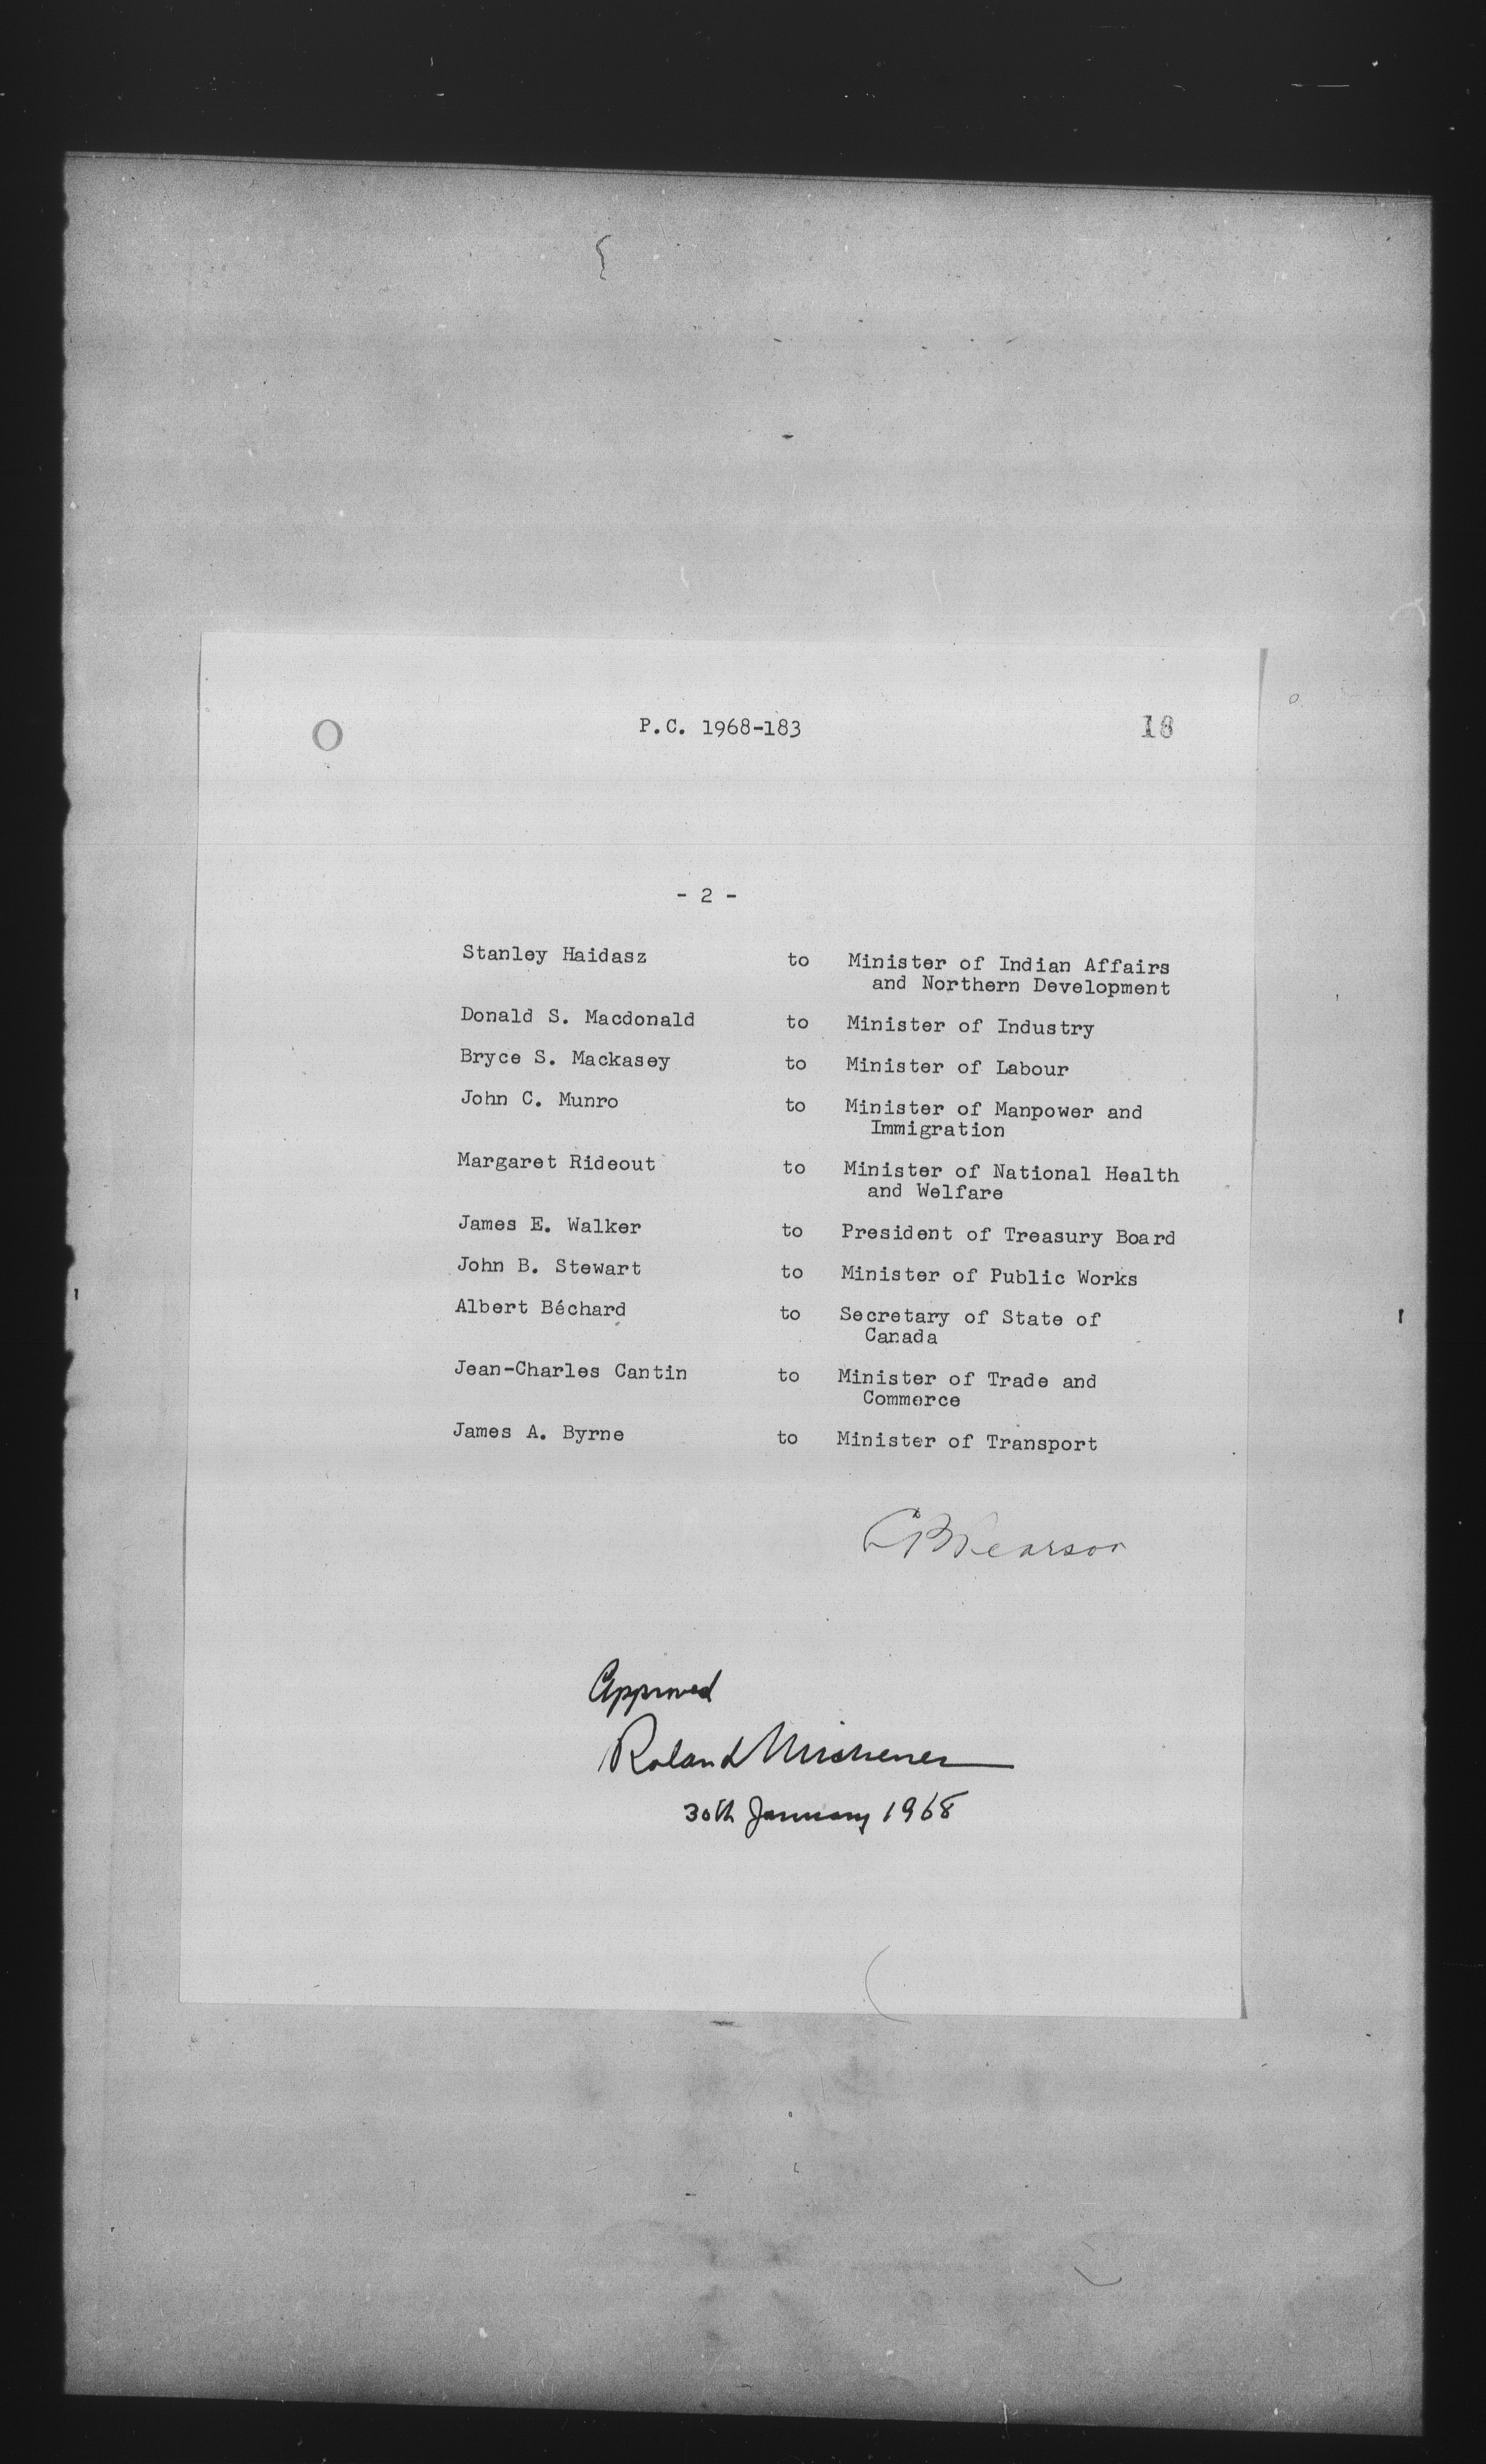 P.C. 1968-183 18
- 2 -
Stanley Haidasz to Minister of Indian Affairs
and Northern Development
Donald S. Macdonald to Minister of Industry
Bryce S. Mackasey to Minister of Labour
John C. Munro to Minister of Manpower and
Immigration
Margaret Rideout to Minister of National Health
and Welfare
James E. Walker to President of Treasury Board
John B. Stewart to Minister of Public Works
Albert Béchard to Secretary of State of
Canada
Jean-Charles Cantin to Minister of Trade and
Commerce
James A. Byrne to Minister of Transport
LBPearson
Approved
Roland Michener
30th January 1968